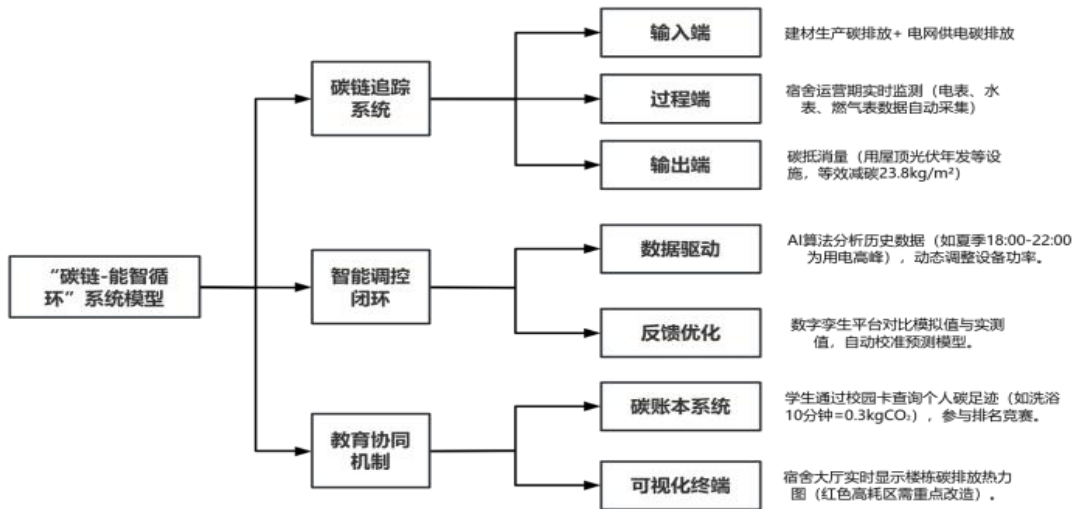 “碳链-能智循
环”系统模型
碳链追踪
系统
输入端
建材生产碳排放+ 电网供电碳排放
过程端
宿舍运营期实时监测（电表、水
表、燃气表数据自动采集）
输出端
碳抵消量（用屋顶光伏年发等设
施，等效减碳23.8kg/m²）
智能调控
闭环
数据驱动
AI算法分析历史数据（如夏季18:00-22:00
为用电高峰），动态调整设备功率。
反馈优化
数字孪生平台对比模拟值与实测
值，自动校准预测模型。
教育协同
机制
碳账本系统
学生通过校园卡查询个人碳足迹（如洗浴
10分钟=0.3kgCO₂），参与排名竞赛。
可视化终端
宿舍大厅实时显示楼栋碳排放热力
图（红色高耗区需重点改造）。